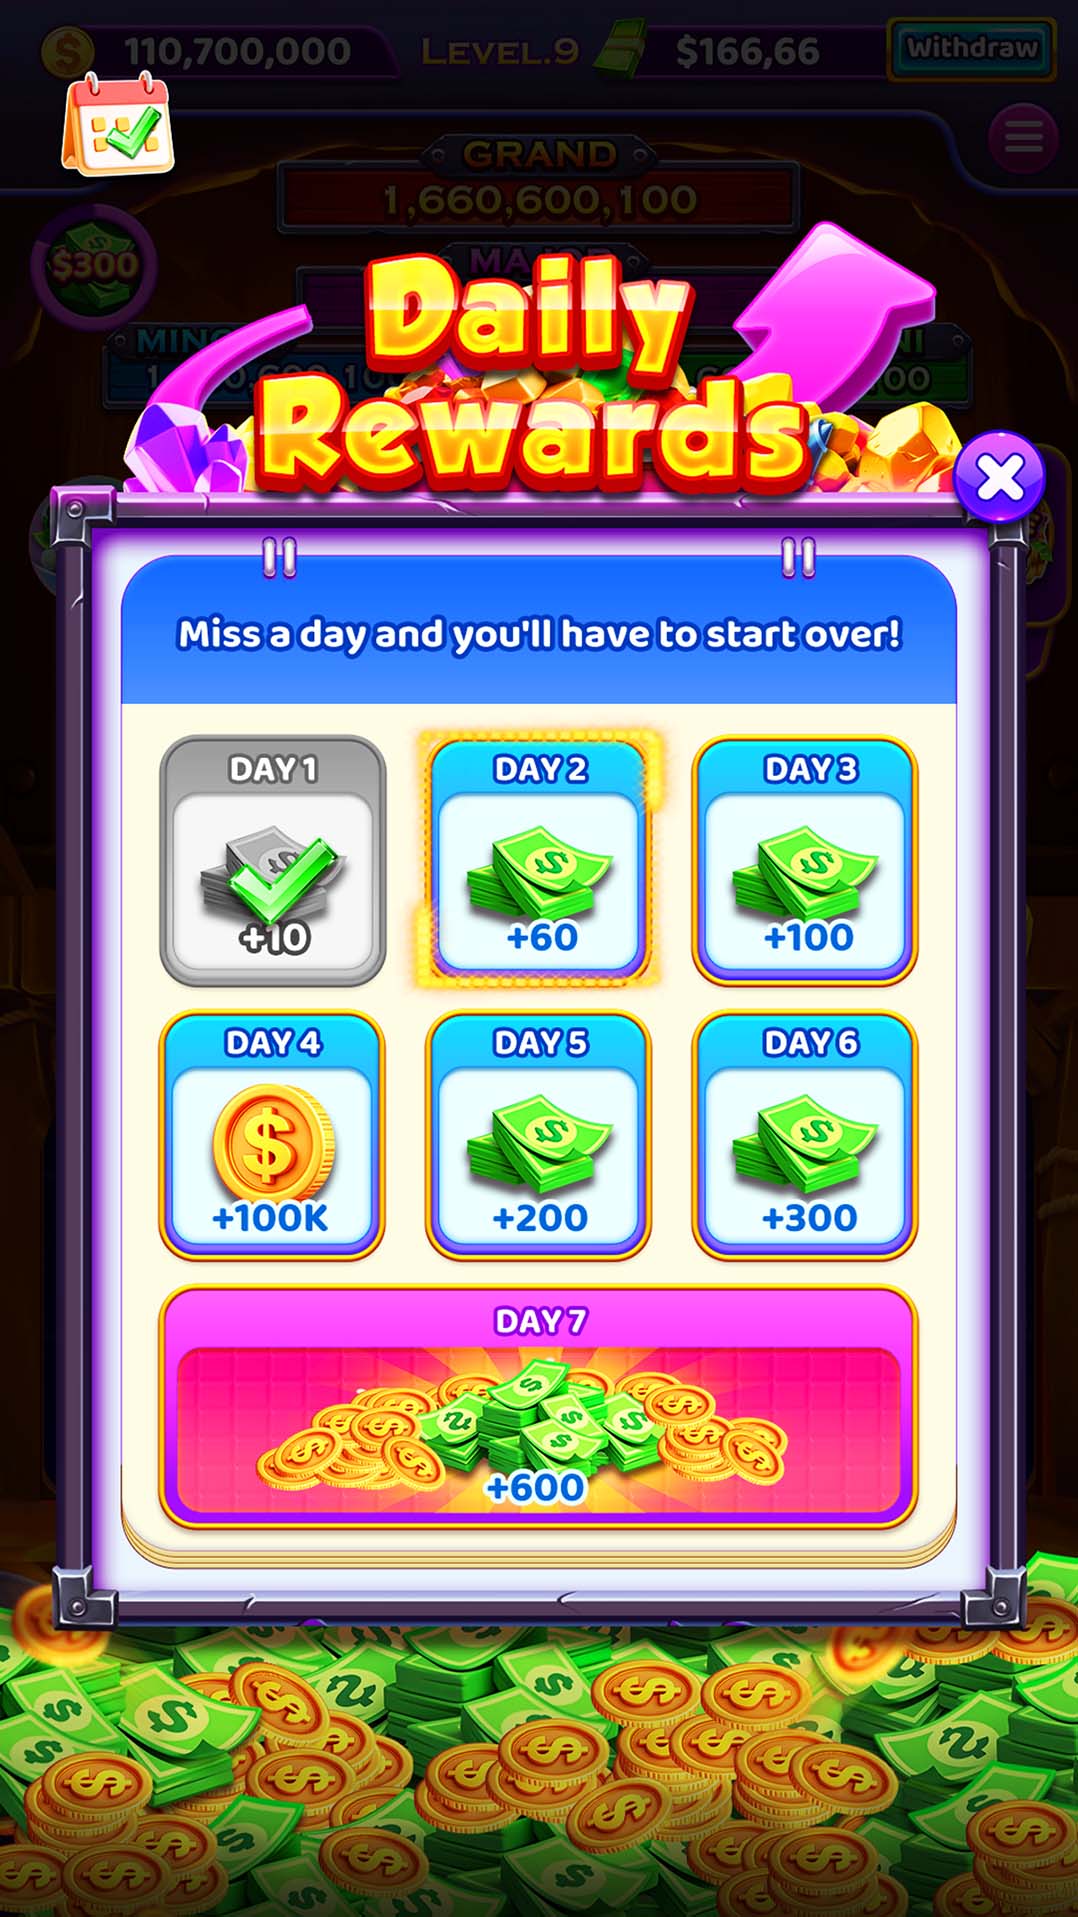 110,700,000
LEVEL.9
$166,66
Withdraw
GRAND
1,660,600,100
$300
MAJOR
Daily
Rewards
Miss a day and you'll have to start over!
DAY 1
+10
DAY 2
+60
DAY 3
+100
DAY 4
+100K
DAY 5
+200
DAY 6
+300
DAY 7
+600